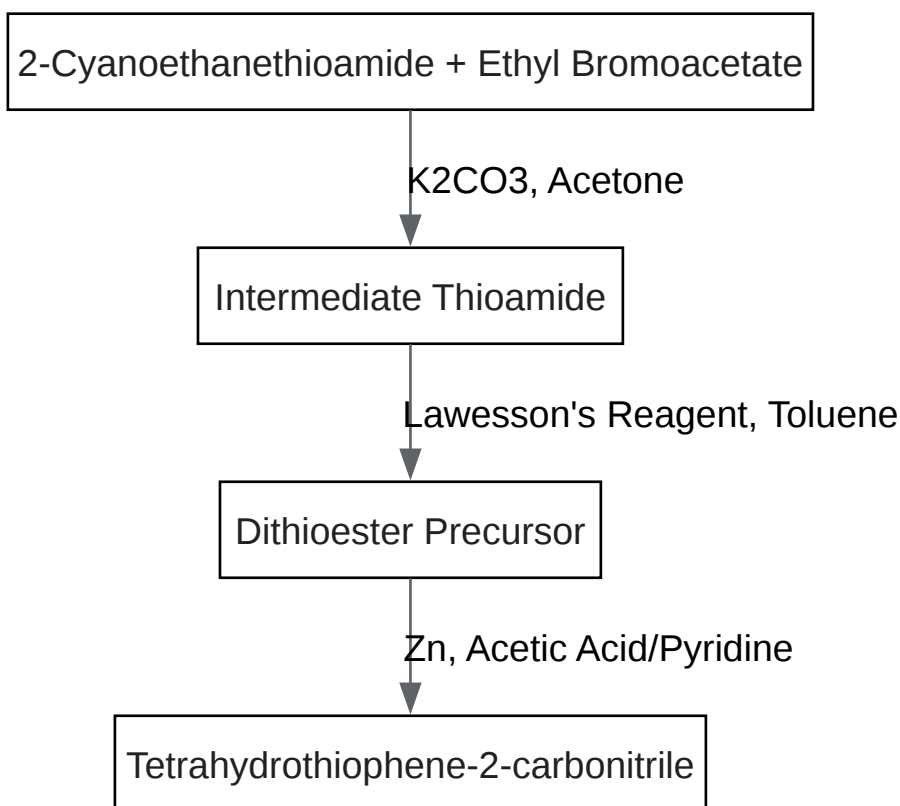 2-Cyanoethanethioamide + Ethyl Bromoacetate
K2CO3, Acetone
Intermediate Thioamide
Lawesson's Reagent, Toluene
Dithioester Precursor
Zn, Acetic Acid/Pyridine
Tetrahydrothiophene-2-carbonitrile